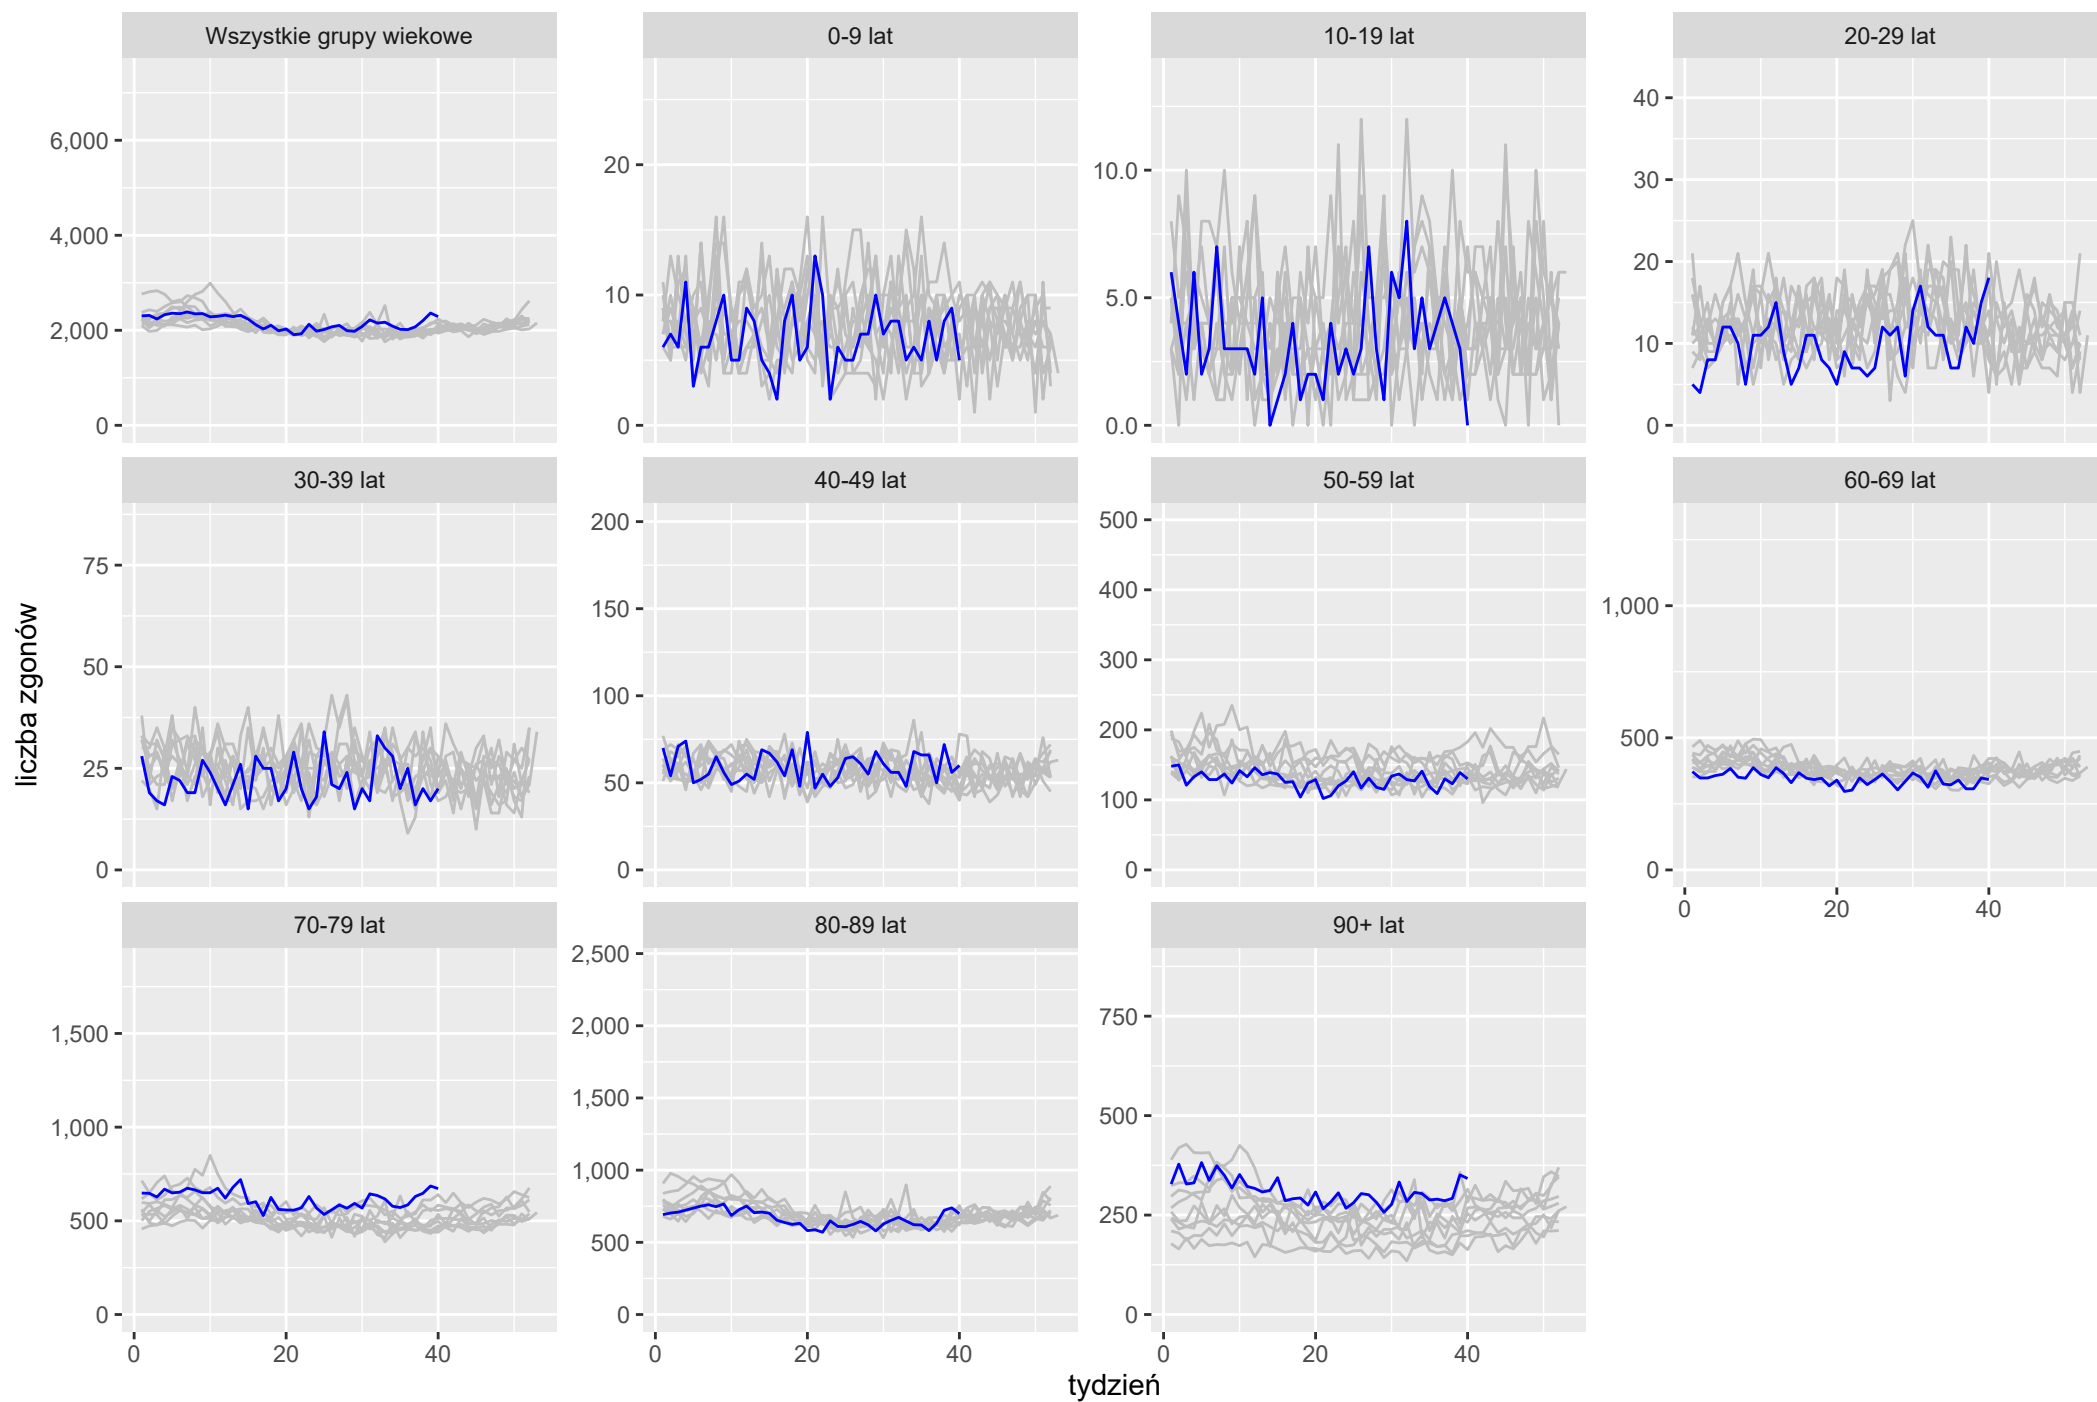 Wszystkie grupy wiekowe
0-9 lat
10-19 lat
20-29 lat
6,000
4,000
2,000
0
20
10
0
10.0
5.0
0.0
40
30
20
10
0
30-39 lat
40-49 lat
50-59 lat
60-69 lat
liczba zgonów
75
50
25
0
200
150
100
50
0
500
400
300
200
100
0
1,000
500
0
0 20 40
70-79 lat
80-89 lat
90+ lat
1,500
1,000
500
0
2,500
2,000
1,500
1,000
500
0
750
500
250
0
0 20 40
0 20 40
0 20 40
tydzień